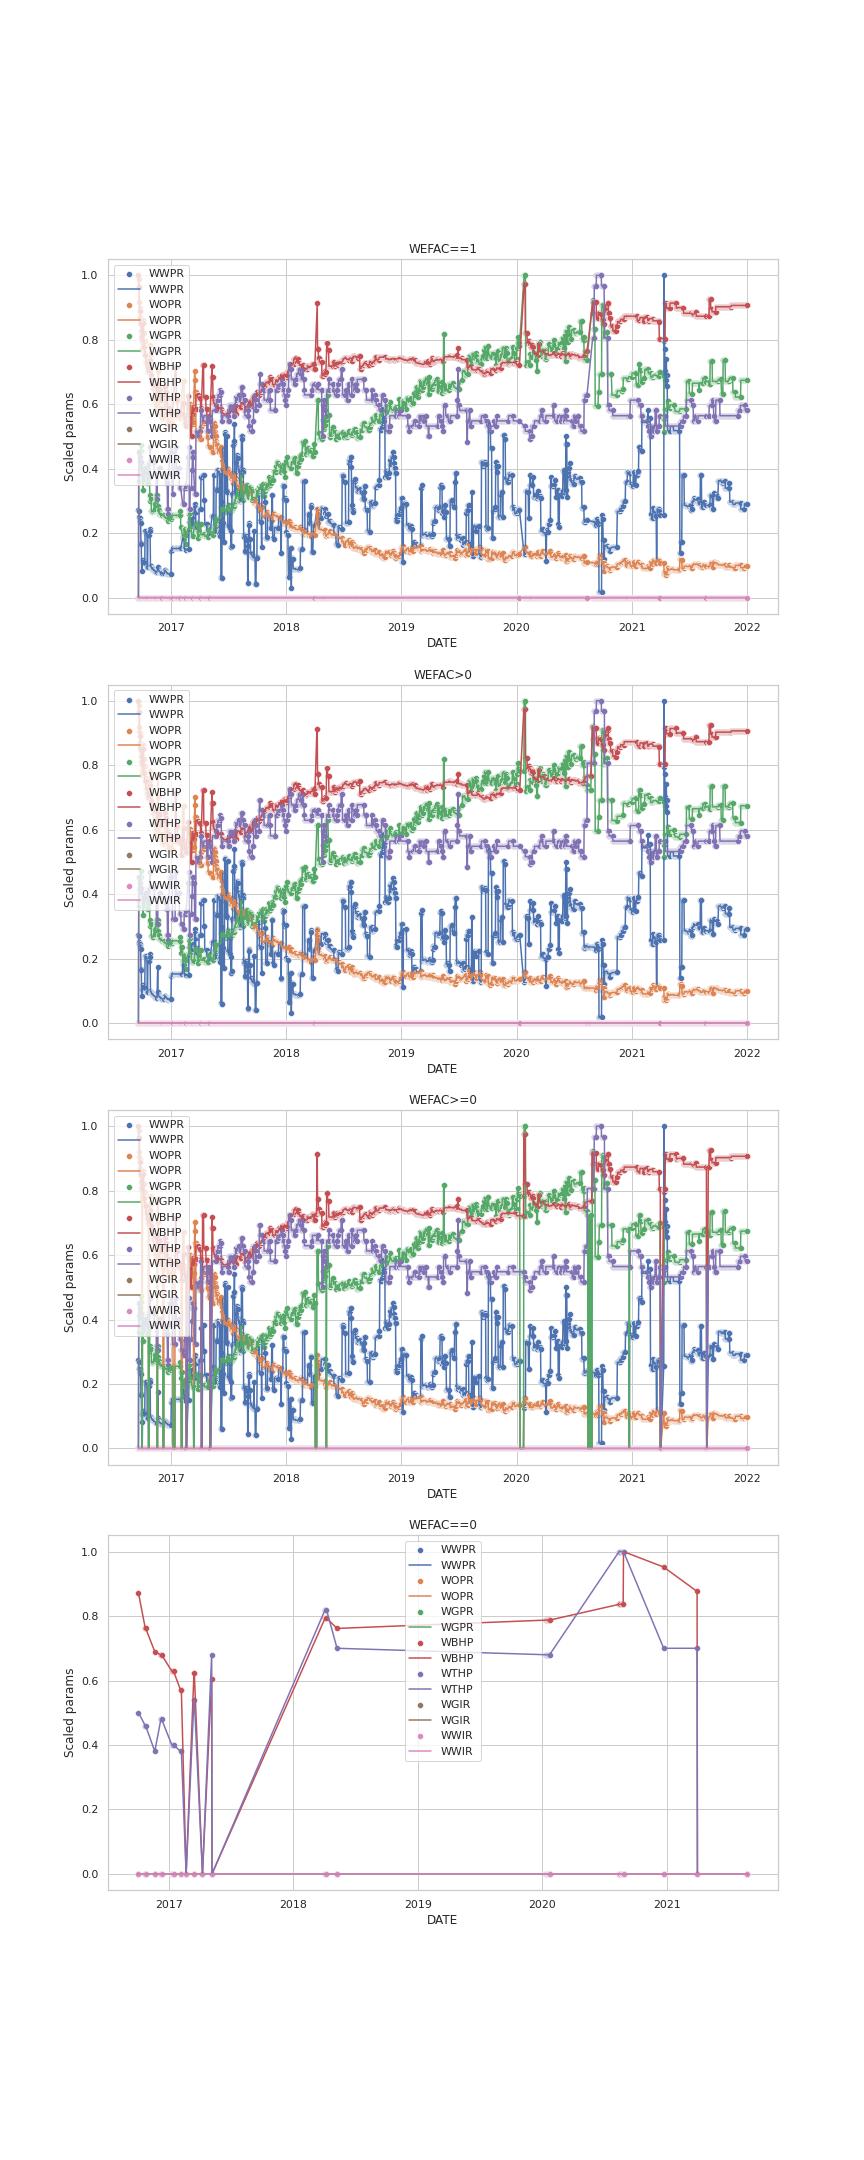 WEFAC==1
1.0
0.8
0.6
0.4
0.2
0.0
Scaled params
WWPR
WWPR
WOPR
WOPR
WGPR
WGPR
WBHP
WBHP
WTHP
WTHP
WGIR
WGIR
WWIR
WWIR
2017 2018 2019 2020 2021 2022
DATE
WEFAC>0
1.0
0.8
0.6
0.4
0.2
0.0
Scaled params
WWPR
WWPR
WOPR
WOPR
WGPR
WGPR
WBHP
WBHP
WTHP
WTHP
WGIR
WGIR
WWIR
WWIR
2017 2018 2019 2020 2021 2022
DATE
WEFAC>=0
1.0
0.8
0.6
0.4
0.2
0.0
Scaled params
WWPR
WWPR
WOPR
WOPR
WGPR
WGPR
WBHP
WBHP
WTHP
WTHP
WGIR
WGIR
WWIR
WWIR
2017 2018 2019 2020 2021 2022
DATE
WEFAC==0
1.0
0.8
0.6
0.4
0.2
0.0
Scaled params
WWPR
WWPR
WOPR
WOPR
WGPR
WGPR
WBHP
WBHP
WTHP
WTHP
WGIR
WGIR
WWIR
WWIR
2017 2018 2019 2020 2021
DATE